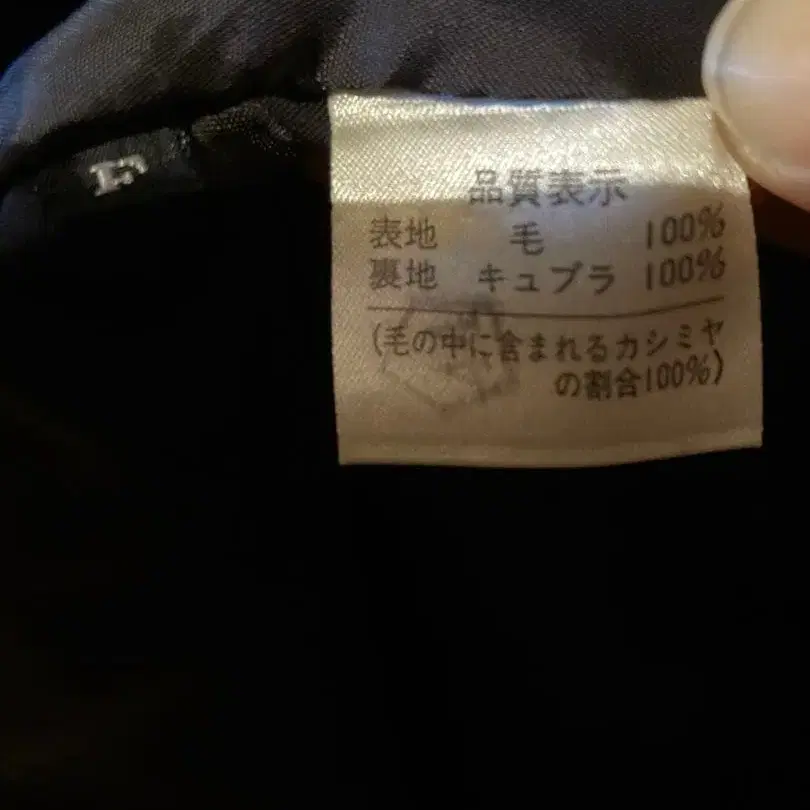 F
品質表示
表地 毛 100%
裏地 キュプラ 100%
(毛の中に含まれるカシミヤ
の割合100%)